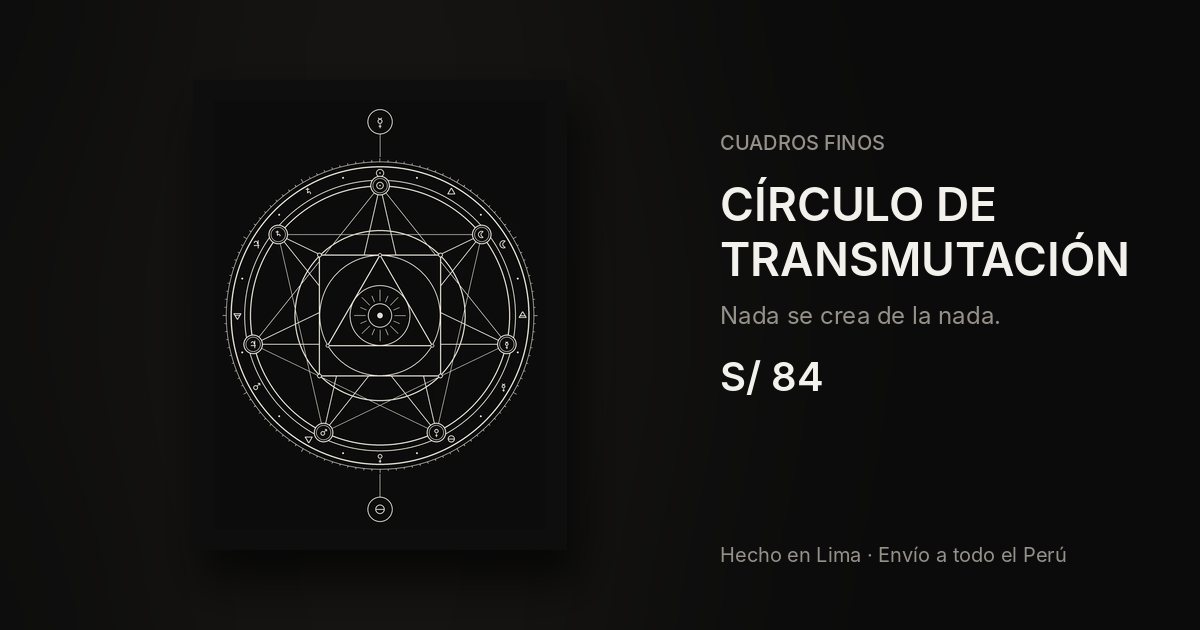 CUADROS FINOS
CÍRCULO DE
TRANSMUTACIÓN
Nada se crea de la nada.
S/ 84
Hecho en Lima · Envío a todo el Perú